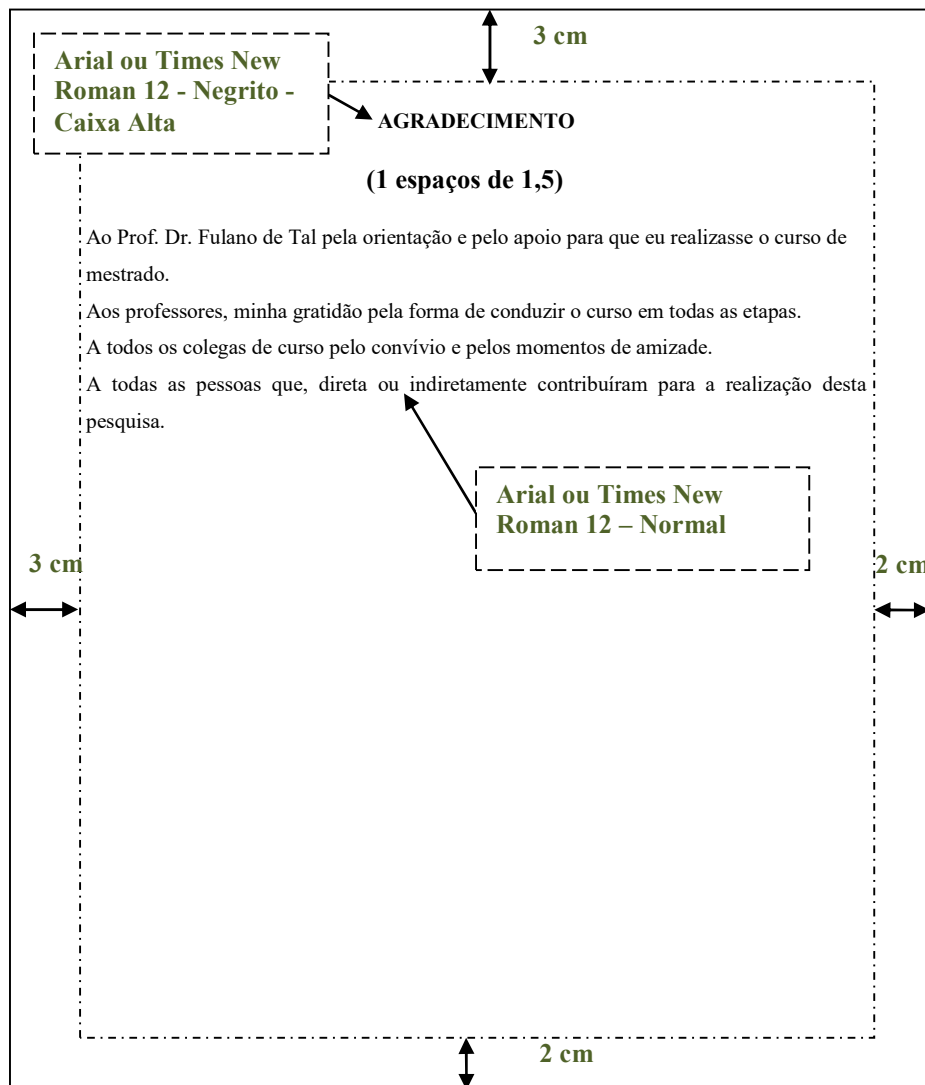 3 cm
Arial ou Times New
Roman 12 - Negrito -
Caixa Alta
AGRADECIMENTO
(1 espaços de 1,5)
Ao Prof. Dr. Fulano de Tal pela orientação e pelo apoio para que eu realizasse o curso de
mestrado.
Aos professores, minha gratidão pela forma de conduzir o curso em todas as etapas.
A todos os colegas de curso pelo convívio e pelos momentos de amizade.
A todas as pessoas que, direta ou indiretamente contribuíram para a realização desta
pesquisa.
Arial ou Times New
Roman 12 – Normal
3 cm
2 cm
2 cm